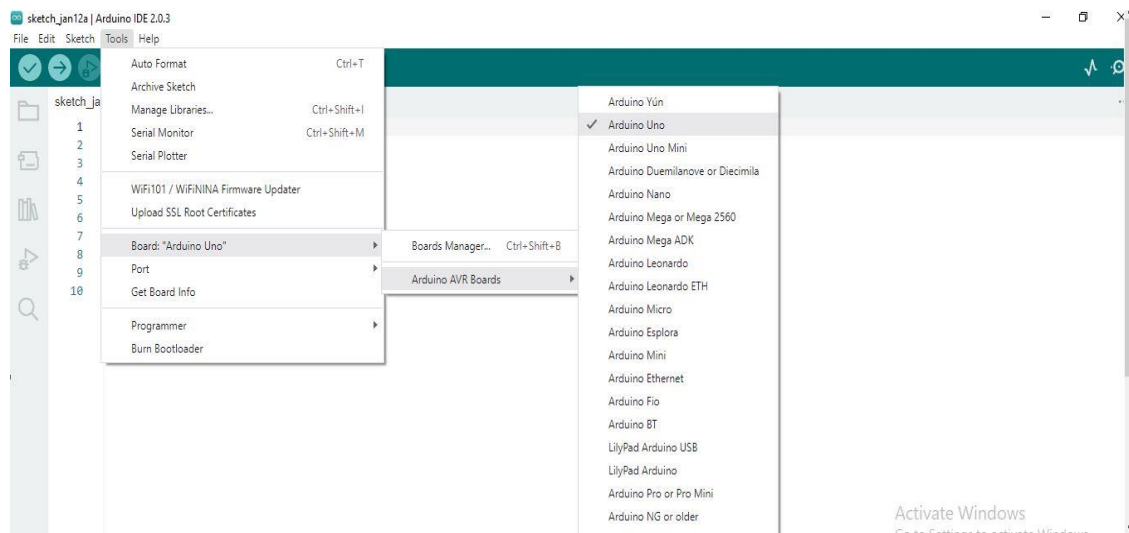 sketch_jan12a | Arduino IDE 2.0.3
File Edit Sketch Tools Help
sketch_ja
1
2
3
4
5
6
7
8
9
10
Auto Format Ctrl+T
Archive Sketch
Manage Libraries... Ctrl+Shift+I
Serial Monitor Ctrl+Shift+M
Serial Plotter
WiFi101 / WiFiNINA Firmware Updater
Upload SSL Root Certificates
Board: "Arduino Uno"
Port
Get Board Info
Programmer
Burn Bootloader
Boards Manager... Ctrl+Shift+B
Arduino AVR Boards
Arduino Yún
Arduino Uno
Arduino Uno Mini
Arduino Duemilanove or Diecimila
Arduino Nano
Arduino Mega or Mega 2560
Arduino Mega ADK
Arduino Leonardo
Arduino Leonardo ETH
Arduino Micro
Arduino Esplora
Arduino Mini
Arduino Ethernet
Arduino Fio
Arduino BT
LilyPad Arduino USB
LilyPad Arduino
Arduino Pro or Pro Mini
Arduino NG or older
Activate Windows
Go to Settings to activate Windows